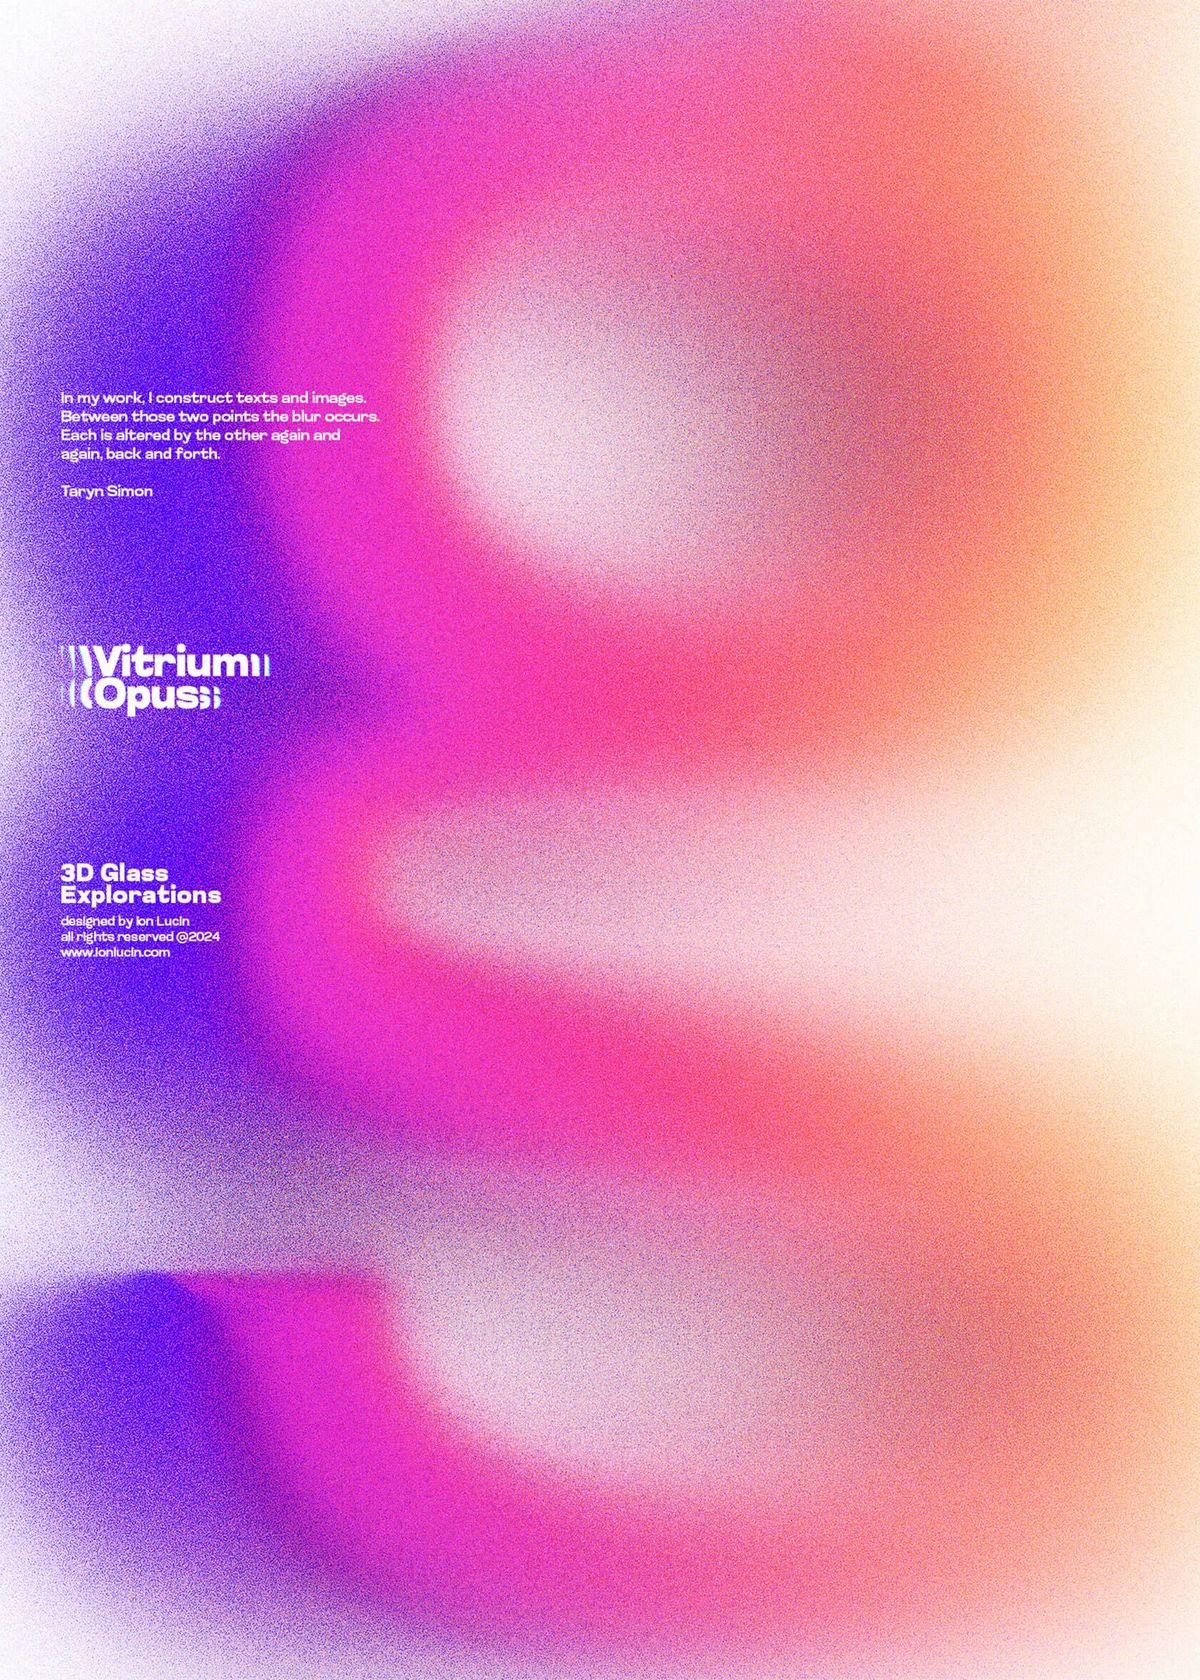 In my work, I construct texts and images.
Between those two points the blur occurs.
Each is altered by the other again and
again, back and forth.
Taryn Simon
Vitrium
Opus
3D Glass
Explorations
designed by Ion Lucin
all rights reserved @2024
www.ionlucin.com